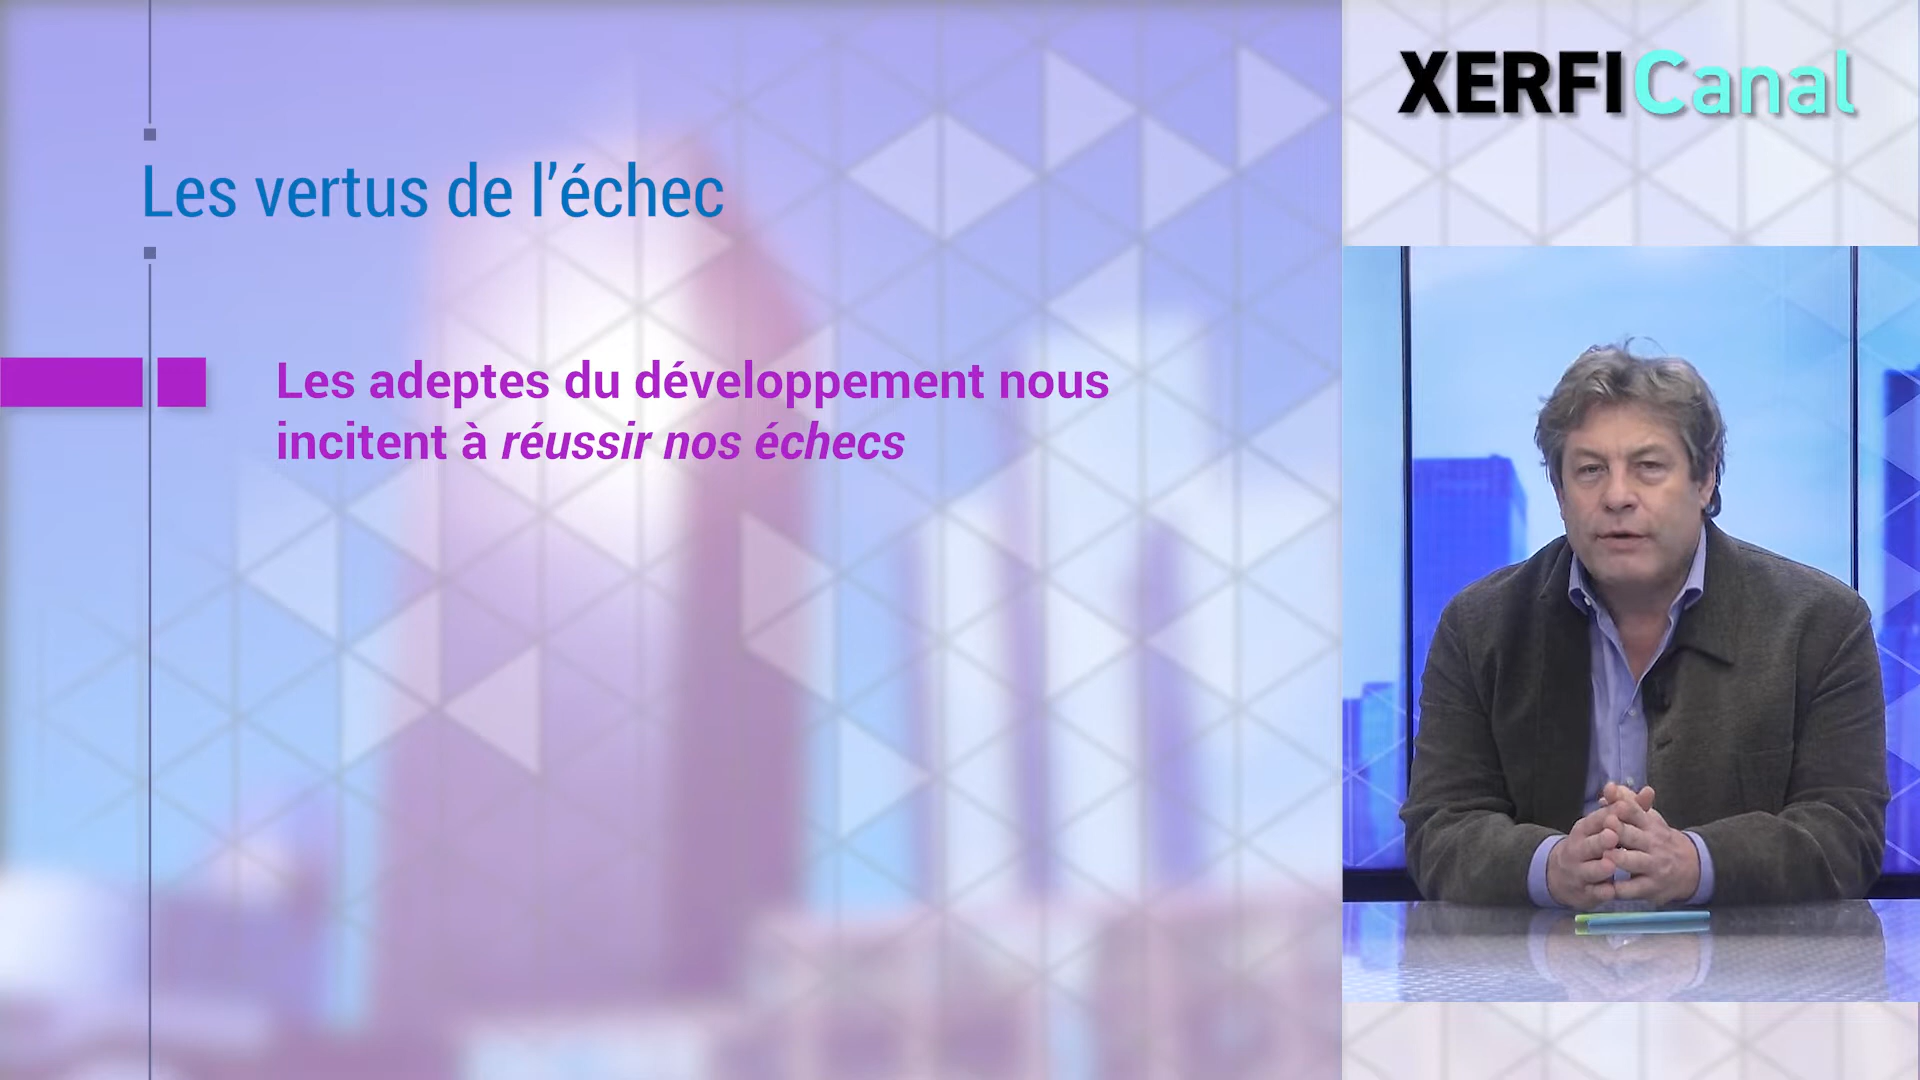 XERFI Canal
Les vertus de l’échec
Les adeptes du développement nous
incitent à réussir nos échecs